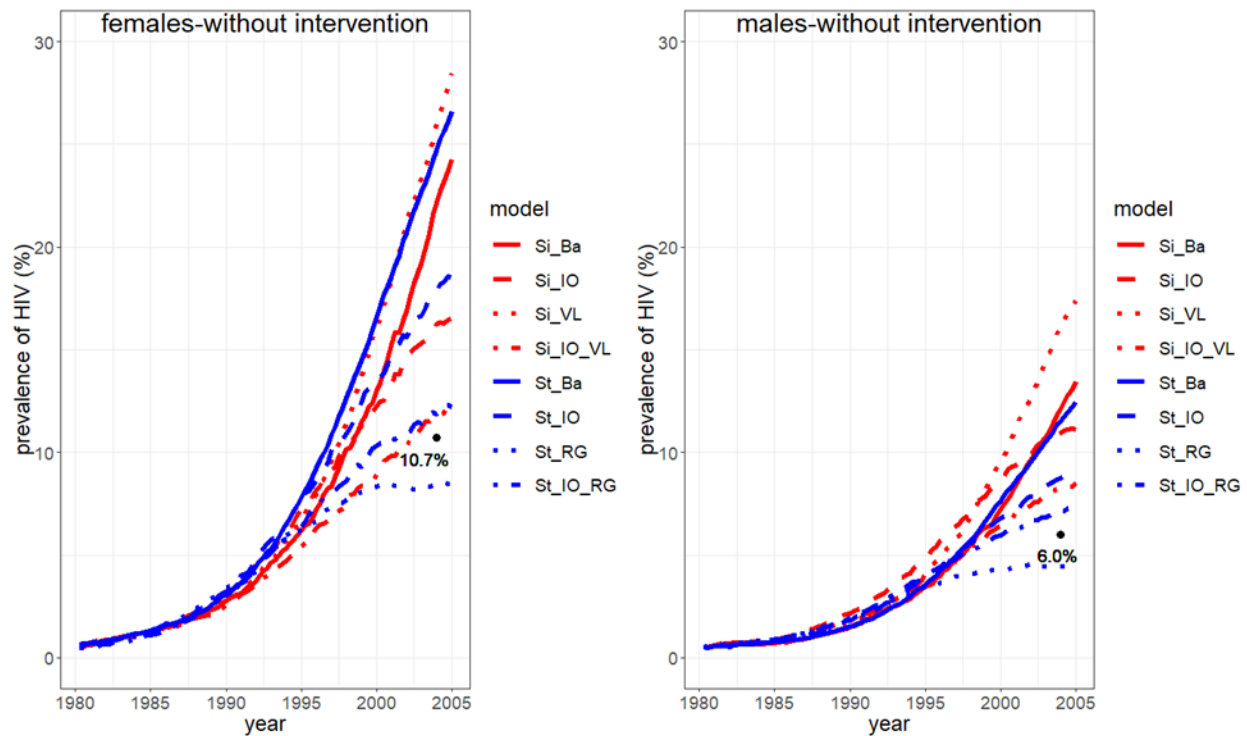 females-without intervention
30
20
10
0
prevalence of HIV (%)
10.7%
1980 1985 1990 1995 2000 2005
year
model
Si_Ba
Si_IO
Si_VL
Si_IO_VL
St_Ba
St_IO
St_RG
St_IO_RG
males-without intervention
30
20
10
0
prevalence of HIV (%)
6.0%
1980 1985 1990 1995 2000 2005
year
model
Si_Ba
Si_IO
Si_VL
Si_IO_VL
St_Ba
St_IO
St_RG
St_IO_RG